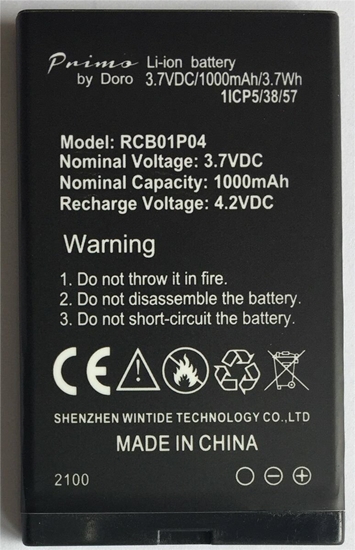 Primo Li-ion battery
by Doro 3.7VDC/1000mAh/3.7Wh
1ICP5/38/57
Model: RCB01P04
Nominal Voltage: 3.7VDC
Nominal Capacity: 1000mAh
Recharge Voltage: 4.2VDC
Warning
1. Do not throw it in fire.
2. Do not disassemble the battery.
3. Do not short-circuit the battery.
CE
SHENZHEN WINTIDE TECHNOLOGY CO.,LTD
MADE IN CHINA
2100